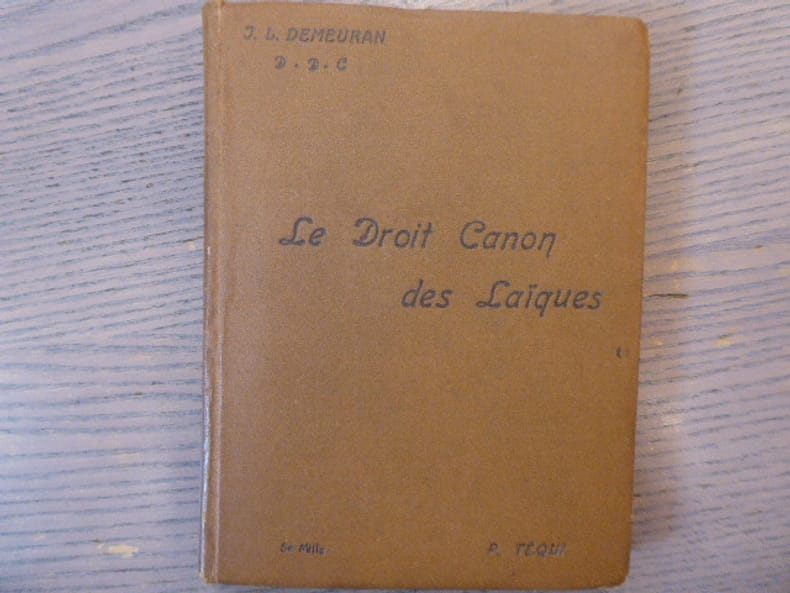 J. L. DEMEURAN
D. D. C
Le Droit Canon
des Laïques
6e Mille
P. TÉQUI